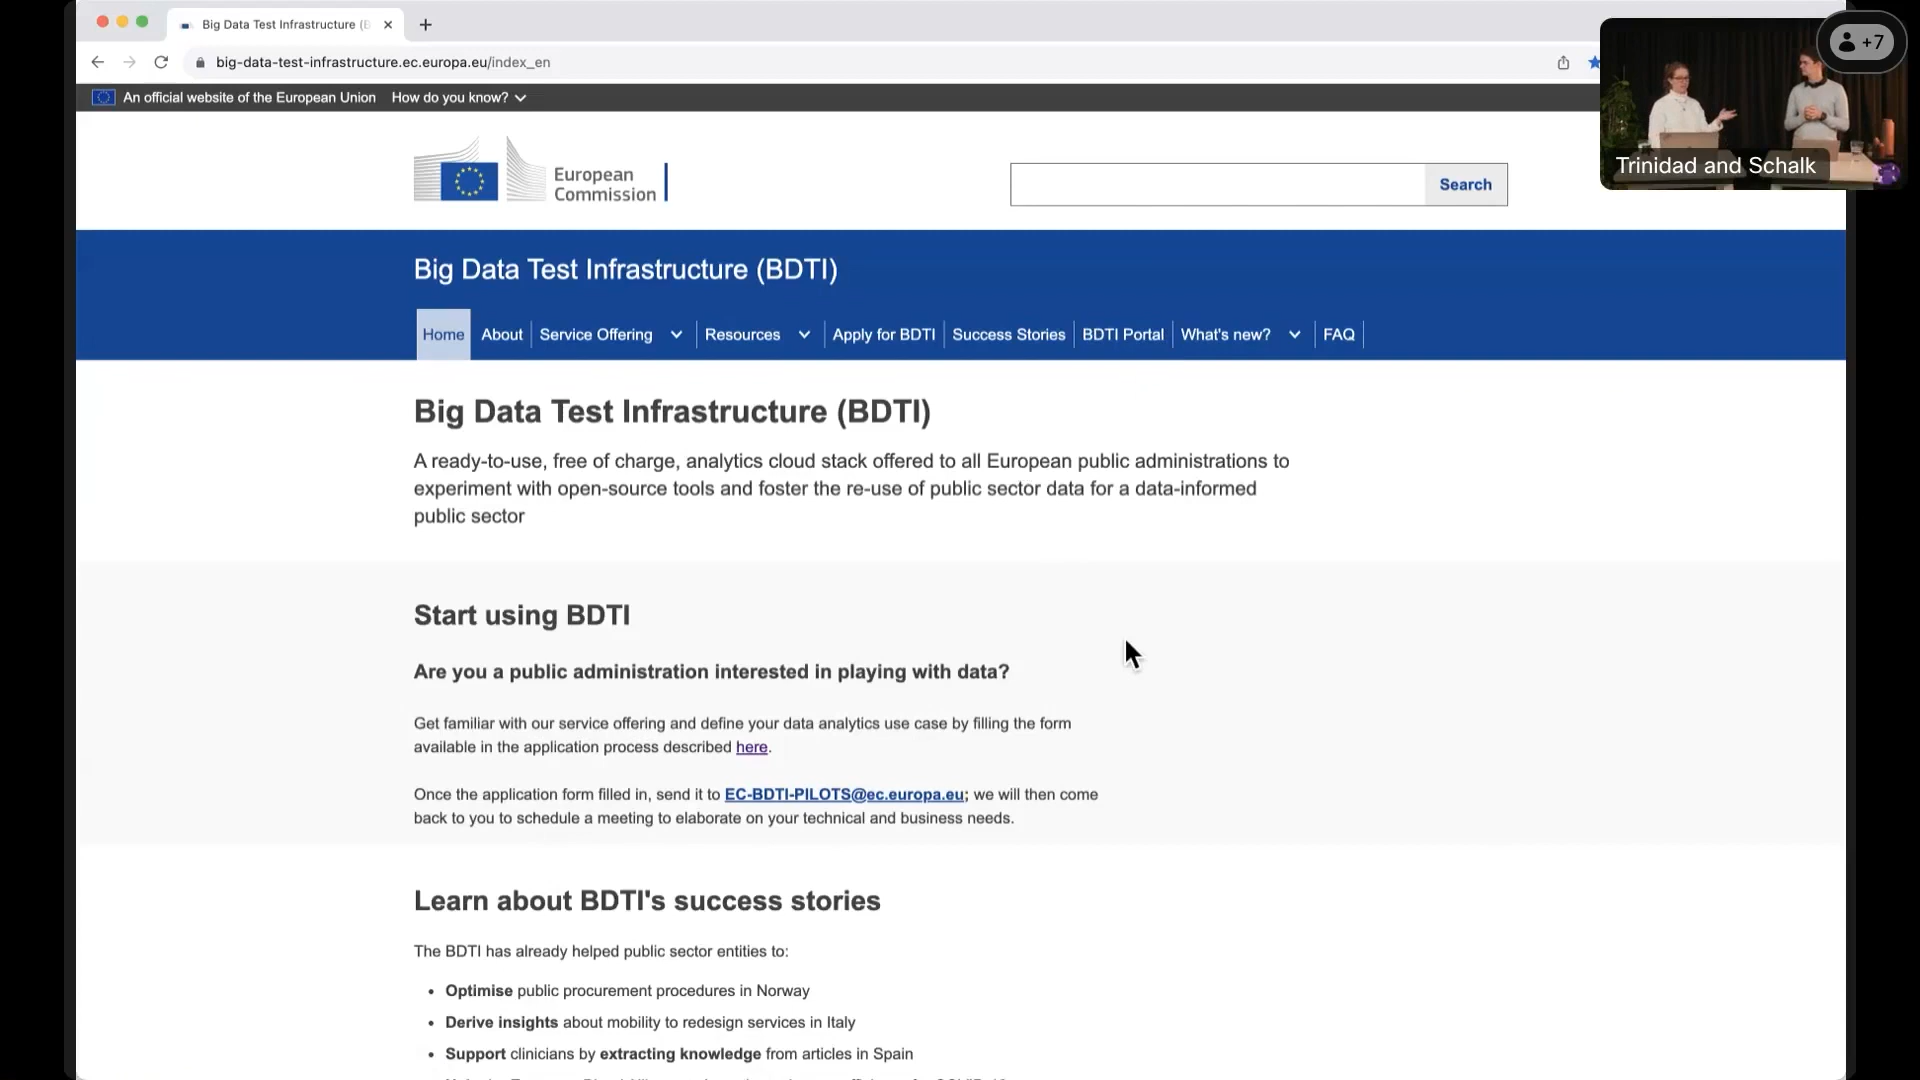 Big Data Test Infrastructure (B
big-data-test-infrastructure.ec.europa.eu/index_en
+7
An official website of the European Union How do you know?
Trinidad and Schalk
European
Commission
Search
Big Data Test Infrastructure (BDTI)
Home About Service Offering Resources Apply for BDTI Success Stories BDTI Portal What's new? FAQ
Big Data Test Infrastructure (BDTI)
A ready-to-use, free of charge, analytics cloud stack offered to all European public administrations to
experiment with open-source tools and foster the re-use of public sector data for a data-informed
public sector
Start using BDTI
Are you a public administration interested in playing with data?
Get familiar with our service offering and define your data analytics use case by filling the form
available in the application process described here.
Once the application form filled in, send it to EC-BDTI-PILOTS@ec.europa.eu; we will then come
back to you to schedule a meeting to elaborate on your technical and business needs.
Learn about BDTI's success stories
The BDTI has already helped public sector entities to:
• Optimise public procurement procedures in Norway
• Derive insights about mobility to redesign services in Italy
• Support clinicians by extracting knowledge from articles in Spain